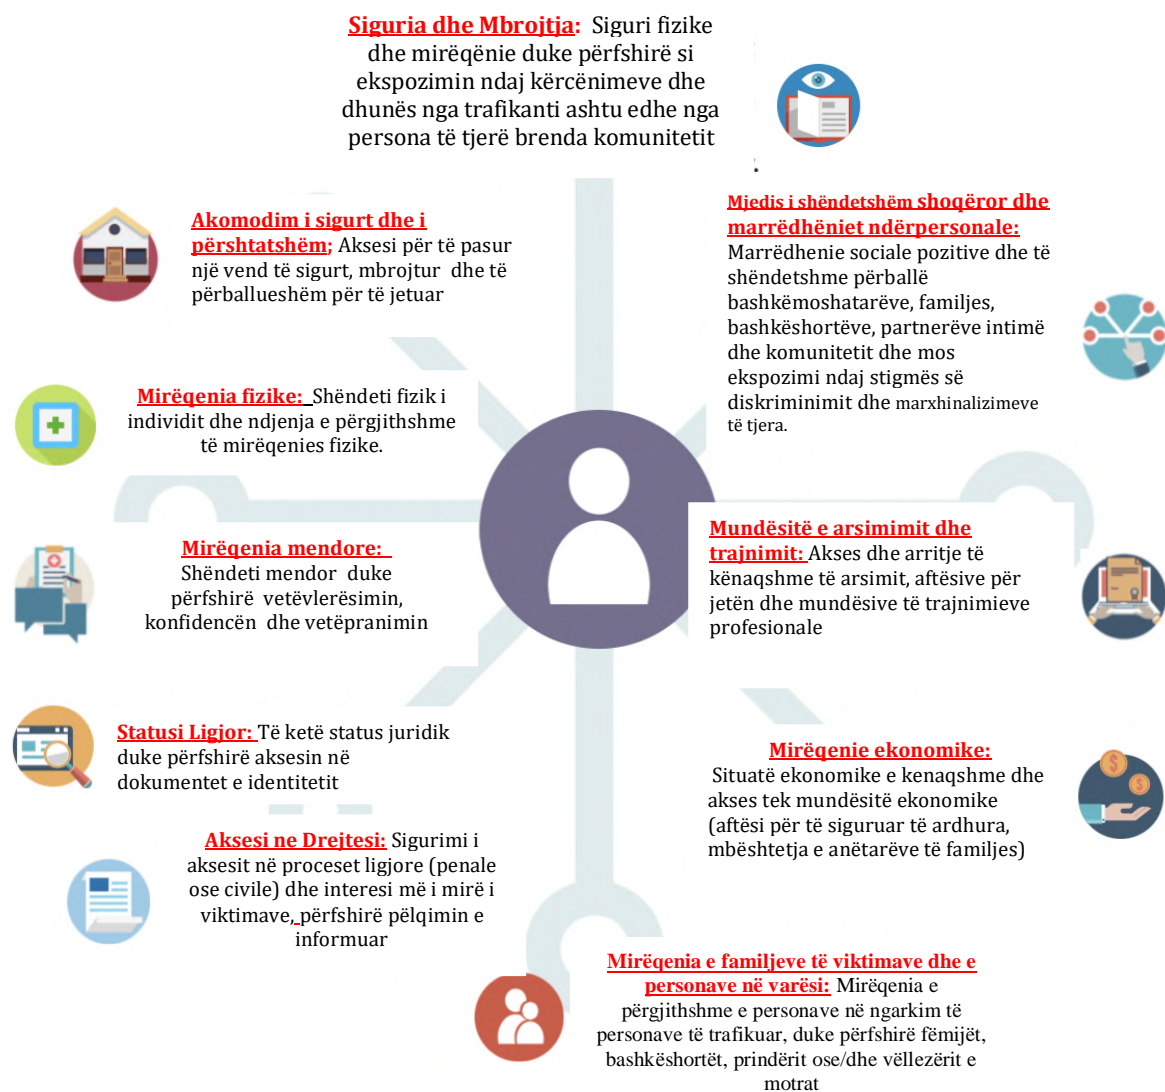 Siguria dhe Mbrojtja: Siguri fizike
dhe mirëqënie duke përfshirë si
ekspozimin ndaj kërcënimeve dhe
dhunës nga trafikanti ashtu edhe nga
persona të tjerë brenda komunitetit
.
Akomodim i sigurt dhe i
përshtatshëm; Aksesi për të pasur
një vend të sigurt, mbrojtur dhe të
përballueshëm për të jetuar
Mjedis i shëndetshëm shoqëror dhe
marrëdhëniet ndërpersonale:
Marrëdhenie sociale pozitive dhe të
shëndetshme përballë
bashkëmoshatarëve, familjes,
bashkëshortëve, partnerëve intimë
dhe komunitetit dhe mos
ekspozimi ndaj stigmës së
diskriminimit dhe marxhinalizimeve
të tjera.
Mirëqenia fizike: Shëndeti fizik i
individit dhe ndjenja e përgjithshme
të mirëqenies fizike.
Mundësitë e arsimimit dhe
trajnimit: Akses dhe arritje të
kënaqshme të arsimit, aftësive për
jetën dhe mundësive të trajnimieve
profesionale
Mirëqenia mendore:
Shëndeti mendor duke
përfshirë vetëvlerësimin,
konfidencën dhe vetëpranimin
Statusi Ligjor: Të ketë status juridik
duke përfshirë aksesin në
dokumentet e identitetit
Mirëqenie ekonomike:
Situatë ekonomike e kenaqshme dhe
akses tek mundësitë ekonomike
(aftësi për të siguruar të ardhura,
mbështetja e anëtarëve të familjes)
Aksesi ne Drejtesi: Sigurimi i
aksesit në proceset ligjore (penale
ose civile) dhe interesi më i mirë i
viktimave, përfshirë pëlqimin e
informuar
Mirëqenia e familjeve të viktimave dhe e
personave në varësi: Mirëqenia e
përgjithshme e personave në ngarkim të
personave të trafikuar, duke përfshirë fëmijët,
bashkëshortët, prindërit ose/dhe vëllezërit e
motrat